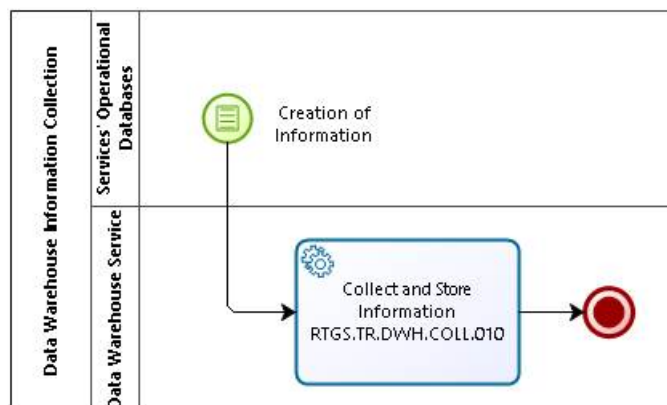 Data Warehouse Information Collection
Services' Operational
Databases
Creation of
Information
Data Warehouse Service
Collect and Store
Information
RTGS.TR.DWH.COLL.010